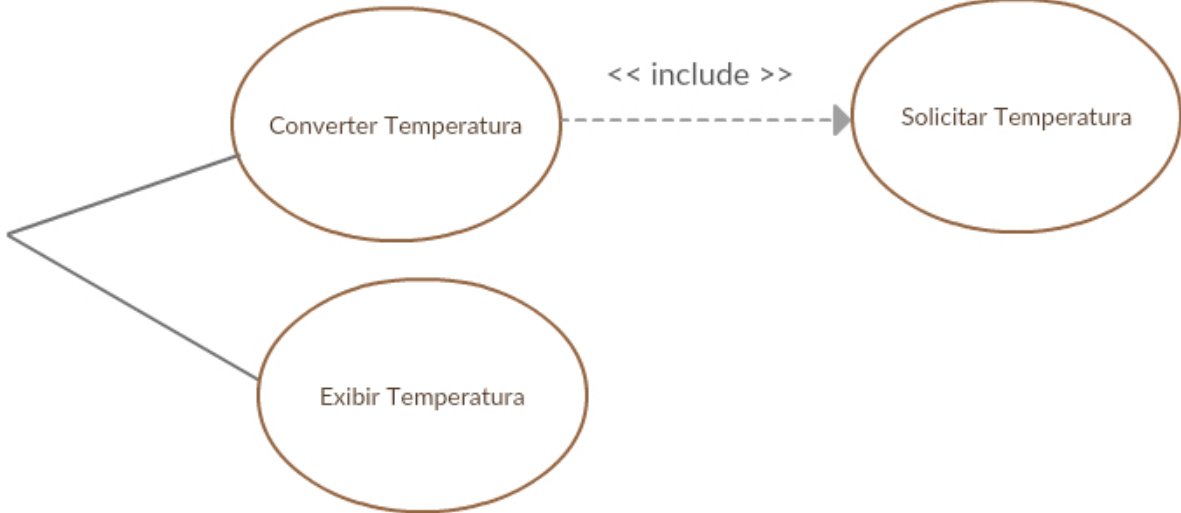 << include >>
Converter Temperatura
Solicitar Temperatura
Exibir Temperatura